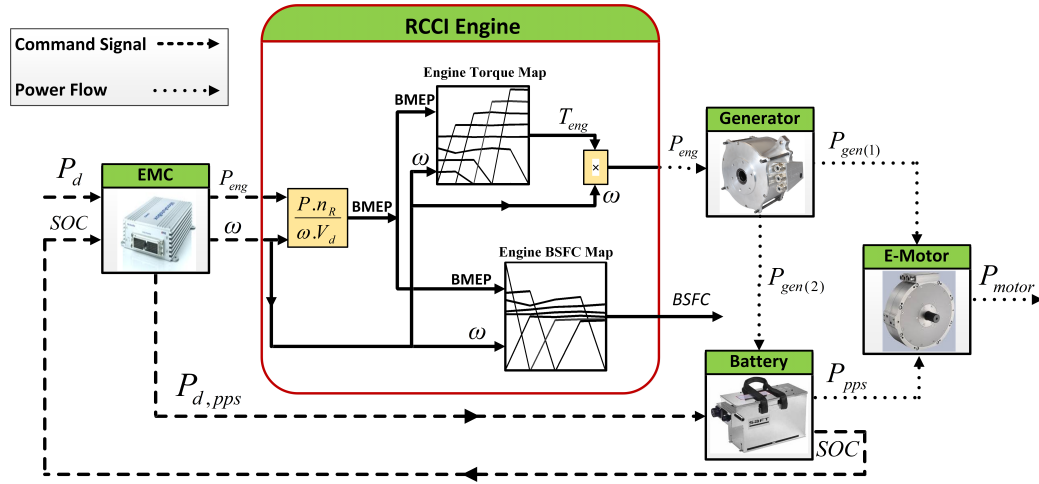 RCCI Engine
Command Signal
Power Flow
Engine Torque Map
BMEP
T_eng
ω
×
ω
P_eng
Generator
P_gen(1)
P_d
SOC
EMC
P_eng
ω
P.n_R
ω.V_d
BMEP
Engine BSFC Map
BMEP
ω
BSFC
P_gen(2)
E-Motor
P_motor
Battery
P_pps
SAFT
SOC
P_d,pps